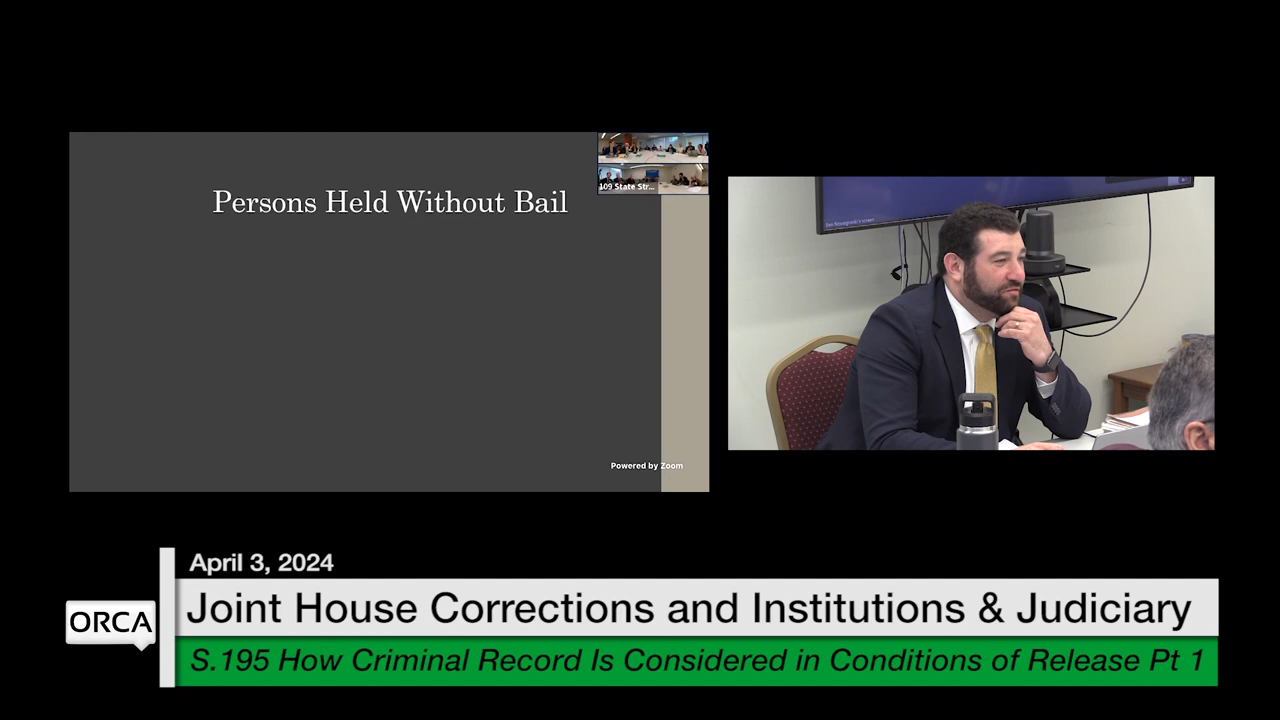 Persons Held Without Bail
109 State Str...
Powered by Zoom
April 3, 2024
ORCA
Joint House Corrections and Institutions & Judiciary
S.195 How Criminal Record Is Considered in Conditions of Release Pt 1